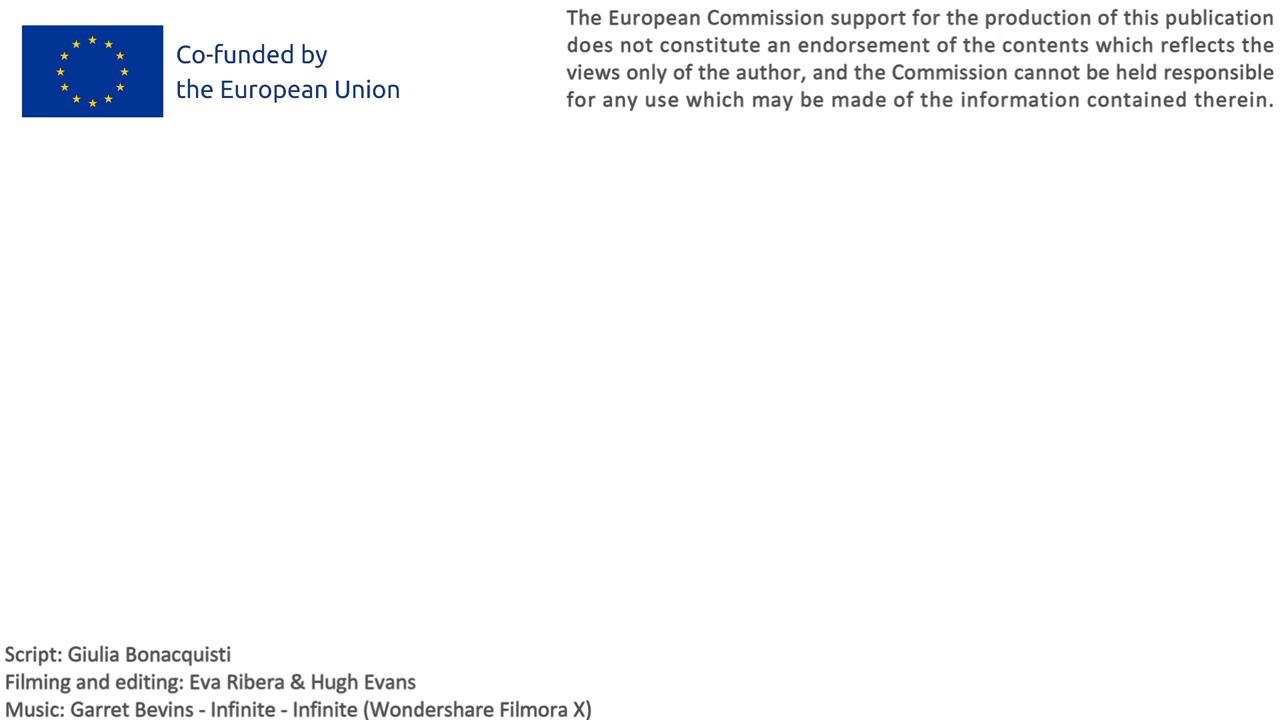 Co-funded by
the European Union
The European Commission support for the production of this publication
does not constitute an endorsement of the contents which reflects the
views only of the author, and the Commission cannot be held responsible
for any use which may be made of the information contained therein.
Script: Giulia Bonacquisti
Filming and editing: Eva Ribera & Hugh Evans
Music: Garret Bevins - Infinite - Infinite (Wondershare Filmora X)